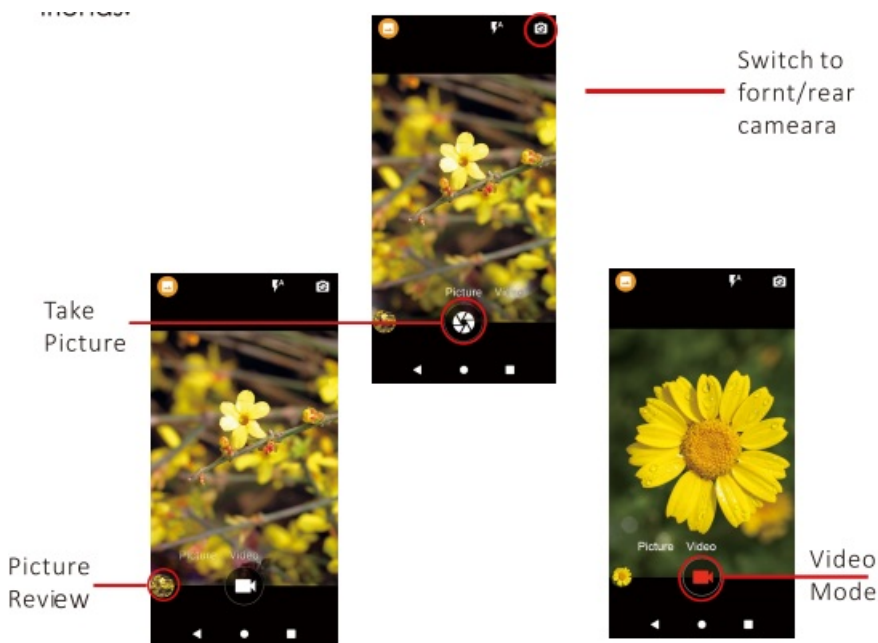 Switch to
fornt/rear
cameara
Picture Video
Take
Picture
Picture Video
Picture Video
Picture
Review
Video
Mode